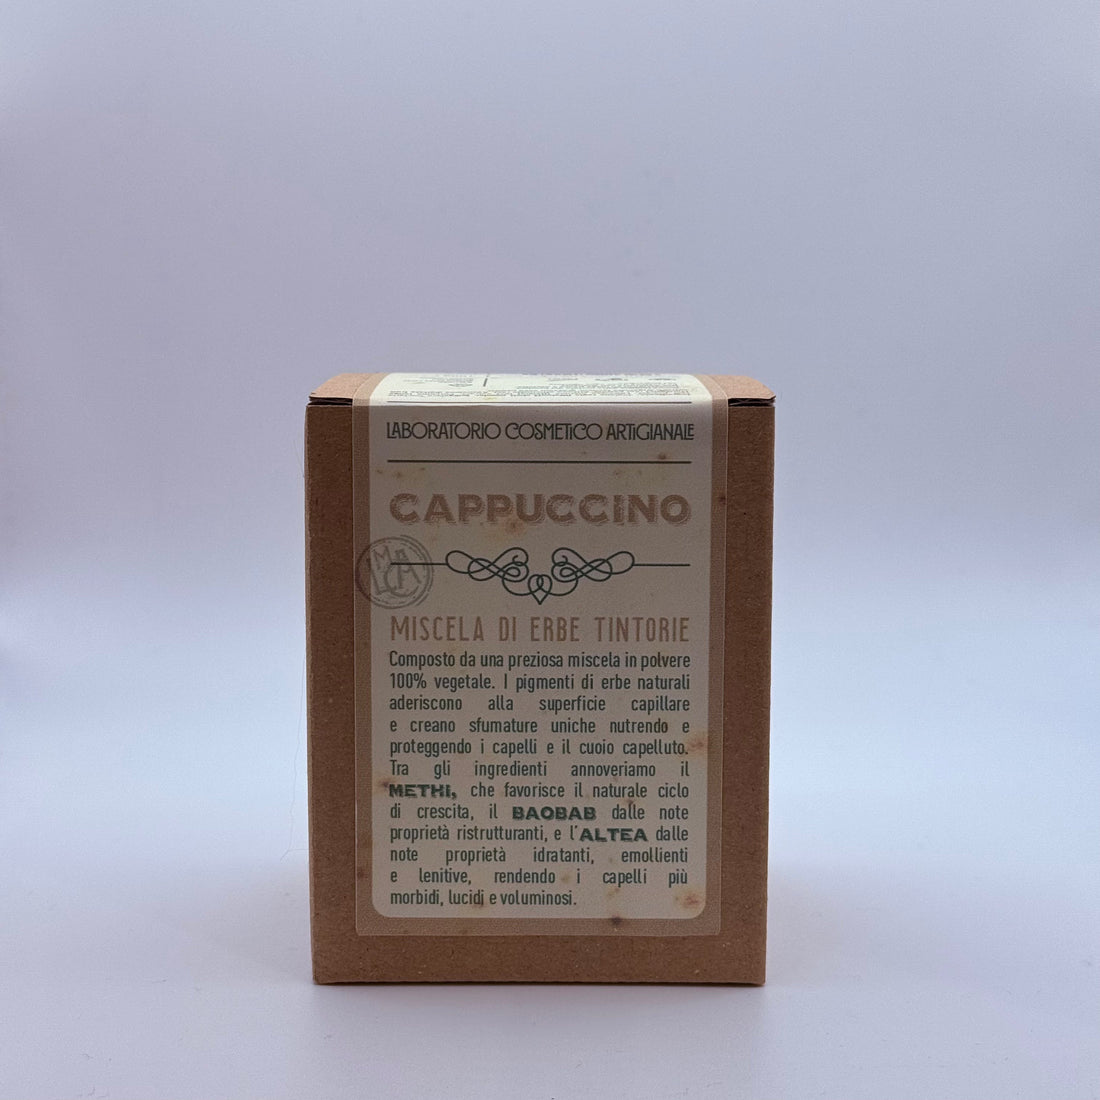 LABORATORIO COSMETICO ARTIGIANALE
CAPPUCCINO
LMCA
MISCELA DI ERBE TINTORIE
Composto da una preziosa miscela in polvere
100% vegetale. I pigmenti di erbe naturali
aderiscono alla superficie capillare
e creano sfumature uniche nutrendo e
proteggendo i capelli e il cuoio capelluto.
Tra gli ingredienti annoveriamo il
METHI, che favorisce il naturale ciclo
di crescita, il BAOBAB dalle note
proprietà ristrutturanti, e l'ALTEA dalle
note proprietà idratanti, emollienti
e lenitive, rendendo i capelli più
morbidi, lucidi e voluminosi.